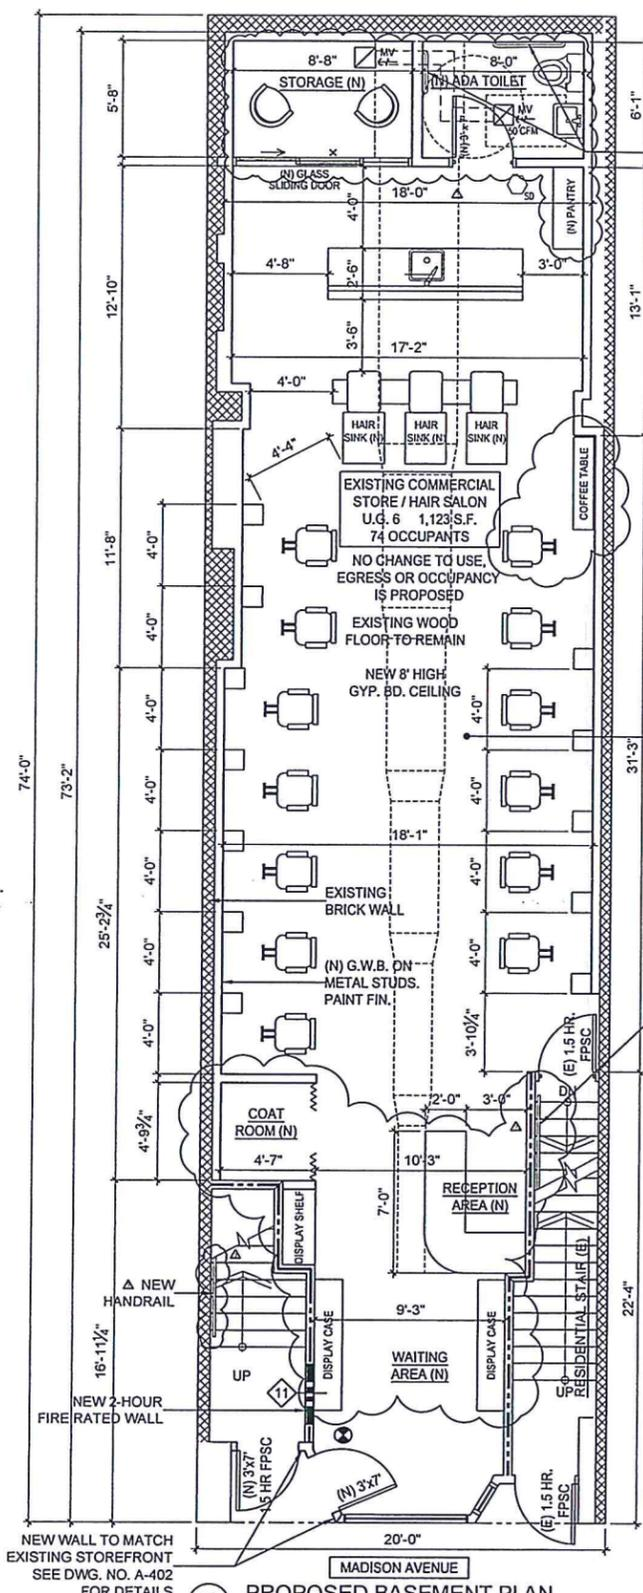 8'-8"
MV
8'-0"
STORAGE (N)
(N) ADA TOILET
5'-8"
6'-1"
MV
50 CFM
(N) 3' x 7'
(N) GLASS
SLIDING DOOR
18'-0"
SD
4'-0"
(N) PANTRY
4'-8"
2'-6"
3'-0"
12'-10"
13'-1"
3'-6"
17'-2"
4'-0"
HAIR
SINK (N)
HAIR
SINK (N)
HAIR
SINK (N)
4'-4"
COFFEE TABLE
EXISTING COMMERCIAL
STORE / HAIR SALON
U.G. 6 1,123 S.F.
74 OCCUPANTS
NO CHANGE TO USE,
EGRESS OR OCCUPANCY
IS PROPOSED
11'-8"
4'-0"
4'-0"
EXISTING WOOD
FLOOR TO REMAIN
NEW 8' HIGH
GYP. BD. CEILING
4'-0"
4'-0"
74'-0"
73'-2"
31'-3"
4'-0"
4'-0"
18'-1"
4'-0"
4'-0"
EXISTING
BRICK WALL
25'-2¾"
4'-0"
4'-0"
(N) G.W.B. ON
METAL STUDS.
PAINT FIN.
4'-0"
3'-10¼"
(E) 1.5 HR.
FPSC
D
COAT
ROOM (N)
2'-0"
3'-0"
4'-9¾"
4'-7"
10'-3"
7'-0"
RECEPTION
AREA (N)
DISPLAY SHELF
RESIDENTIAL STAIR (E)
NEW
HANDRAIL
22'-4"
16'-11¼"
9'-3"
DISPLAY CASE
DISPLAY CASE
WAITING
AREA (N)
UP
UP
11
NEW 2-HOUR
FIRE RATED WALL
(N) 3'x7'
1.5 HR FPSC
(N) 3'x7'
(E) 1.5 HR.
FPSC
20'-0"
NEW WALL TO MATCH
EXISTING STOREFRONT
SEE DWG. NO. A-402
FOR DETAILS
MADISON AVENUE
PROPOSED BASEMENT PLAN